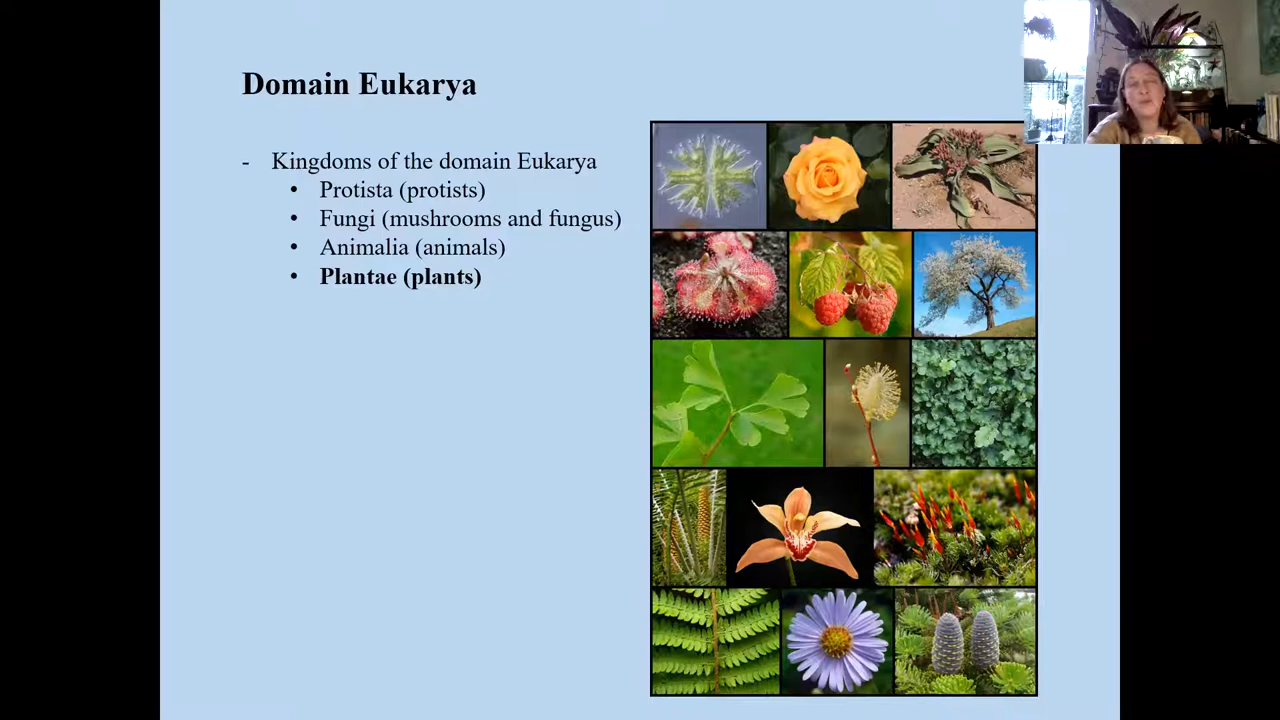 Domain Eukarya
- Kingdoms of the domain Eukarya
• Protista (protists)
• Fungi (mushrooms and fungus)
• Animalia (animals)
• Plantae (plants)